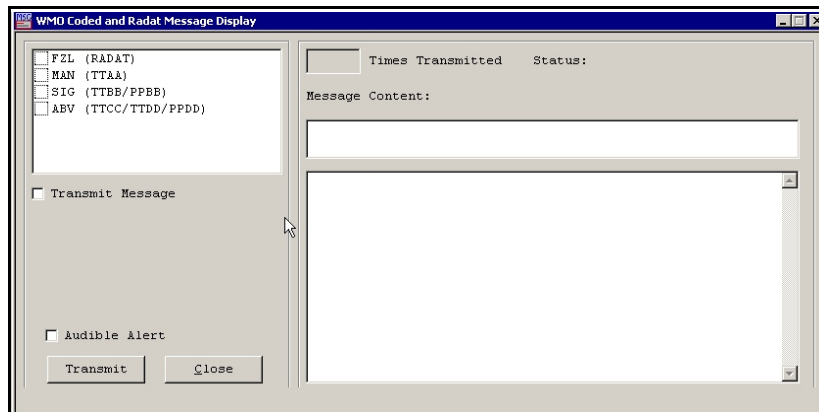 WMO Coded and Radat Message Display
FZL (RADAT)
MAN (TTAA)
SIG (TTBB/PPBB)
ABV (TTCC/TTDD/PPDD)
Transmit Message
Audible Alert
Transmit
Close
Times Transmitted
Status:
Message Content: